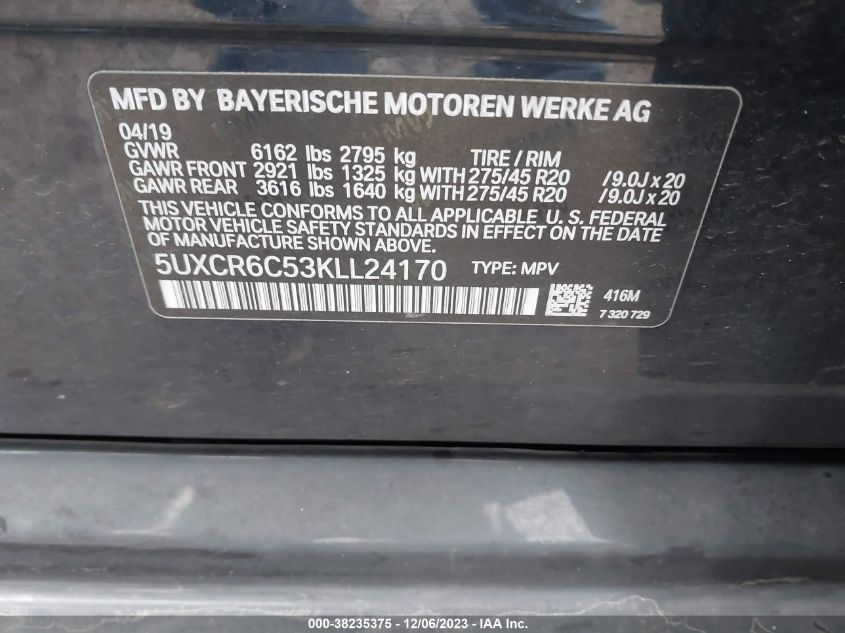 MFD BY BAYERISCHE MOTOREN WERKE AG
04/19
GVWR 6162 lbs 2795 kg TIRE / RIM
GAWR FRONT 2921 lbs 1325 kg WITH 275/45 R20 /9.0J x 20
GAWR REAR 3616 lbs 1640 kg WITH 275/45 R20 /9.0J x 20
THIS VEHICLE CONFORMS TO ALL APPLICABLE U. S. FEDERAL
MOTOR VEHICLE SAFETY STANDARDS IN EFFECT ON THE
DATE OF MANUFACTURE SHOWN ABOVE.
5UXCR6C53KLL24170 TYPE: MPV
416M
7 320 729
000-38235375 - 12/06/2023 - IAA Inc.